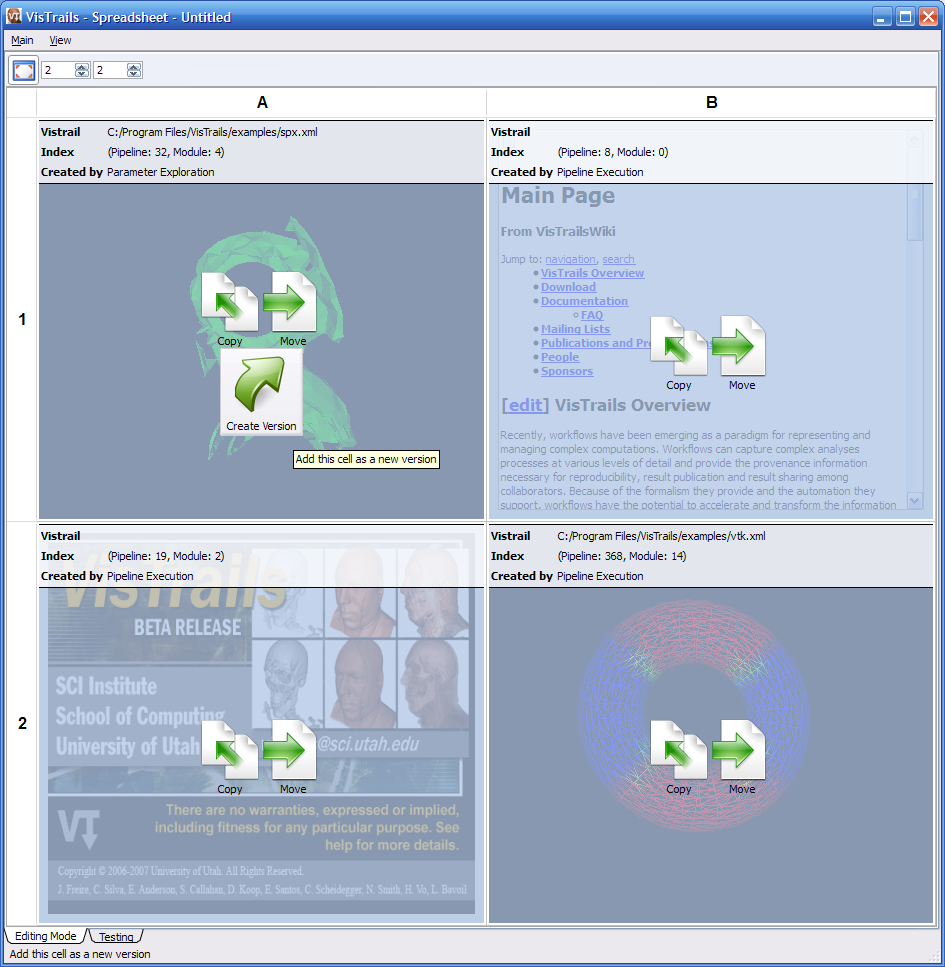 VisTrails - Spreadsheet - Untitled
Main View
2 2
A B
1
Vistrail C:/Program Files/VisTrails/examples/spx.xml
Index (Pipeline: 32, Module: 4)
Created by Parameter Exploration
Copy Move
Create Version
Add this cell as a new version
Vistrail
Index (Pipeline: 8, Module: 0)
Created by Pipeline Execution
Main Page
From VisTrailsWiki
Jump to: navigation, search
VisTrails Overview
Download
Documentation
FAQ
Mailing Lists
Publications and
People
Sponsors
Copy Move
[edit] VisTrails Overview
Recently, workflows have been emerging as a paradigm for representing and
managing complex computations. Workflows can capture complex analyses
processes at various levels of detail and provide the provenance information
necessary for reproducibility, result publication and result sharing among
collaborators. Because of the formalism they provide and the automation they
support, workflows have the potential to accelerate and transform the information
2
Vistrail
Index (Pipeline: 19, Module: 2)
Created by Pipeline Execution
VisTrails
BETA RELEASE
SCI Institute
School of Computing
University of Utah
@sci.utah.edu
Copy Move
VT
There are no warranties, expressed or implied,
including fitness for any particular purpose. See
help for more details.
Copyright © 2006-2007 University of Utah. All Rights Reserved.
J. Freire, C. Silva, E. Anderson, S. Callahan, D. Koop, E. Santos, C. Scheidegger, N. Smith, H. Vo, L. Bavoil
Vistrail C:/Program Files/VisTrails/examples/vtk.xml
Index (Pipeline: 368, Module: 14)
Created by Pipeline Execution
Copy Move
Editing Mode Testing
Add this cell as a new version